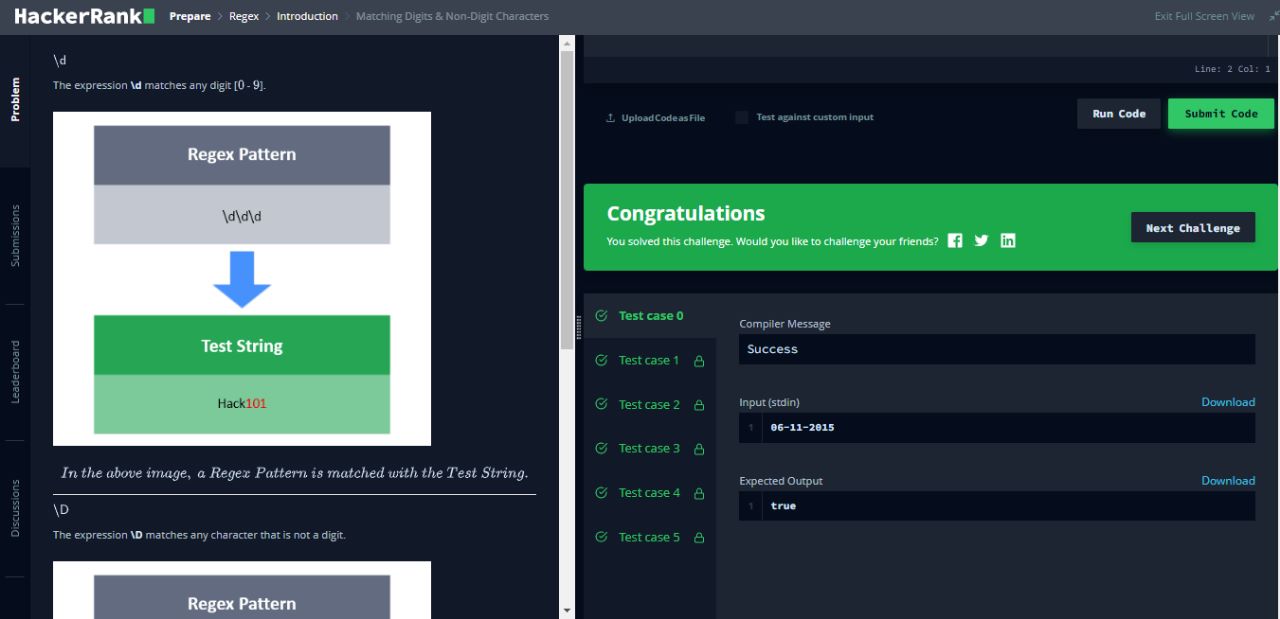 HackerRank Prepare > Regex > Introduction > Matching Digits & Non-Digit Characters
Exit Full Screen View
Problem
Submissions
Leaderboard
Discussions
\d
The expression \d matches any digit [0 - 9].
Regex Pattern
\d\d\d
Test String
Hack101
In the above image, a Regex Pattern is matched with the Test String.
\D
The expression \D matches any character that is not a digit.
Regex Pattern
Line: 2 Col: 1
Upload Code as File
Test against custom input
Run Code
Submit Code
Congratulations
You solved this challenge. Would you like to challenge your friends?
Next Challenge
Test case 0
Test case 1
Test case 2
Test case 3
Test case 4
Test case 5
Compiler Message
Success
Input (stdin)
Download
1 06-11-2015
Expected Output
Download
1 true